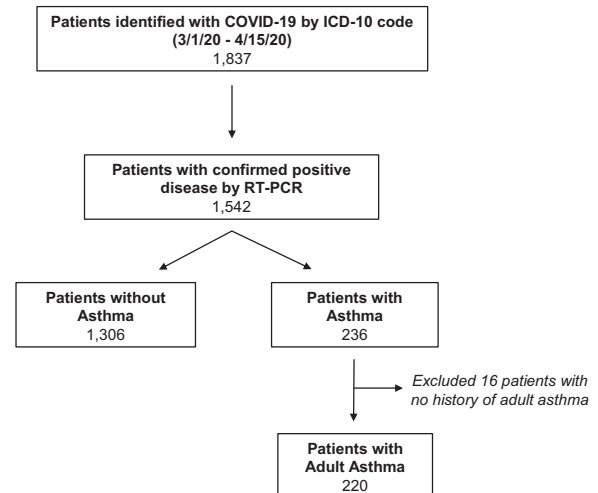 Patients identified with COVID-19 by ICD-10 code
(3/1/20 - 4/15/20)
1,837
Patients with confirmed positive
disease by RT-PCR
1,542
Patients without
Asthma
1,306
Patients with
Asthma
236
Excluded 16 patients with
no history of adult asthma
Patients with
Adult Asthma
220